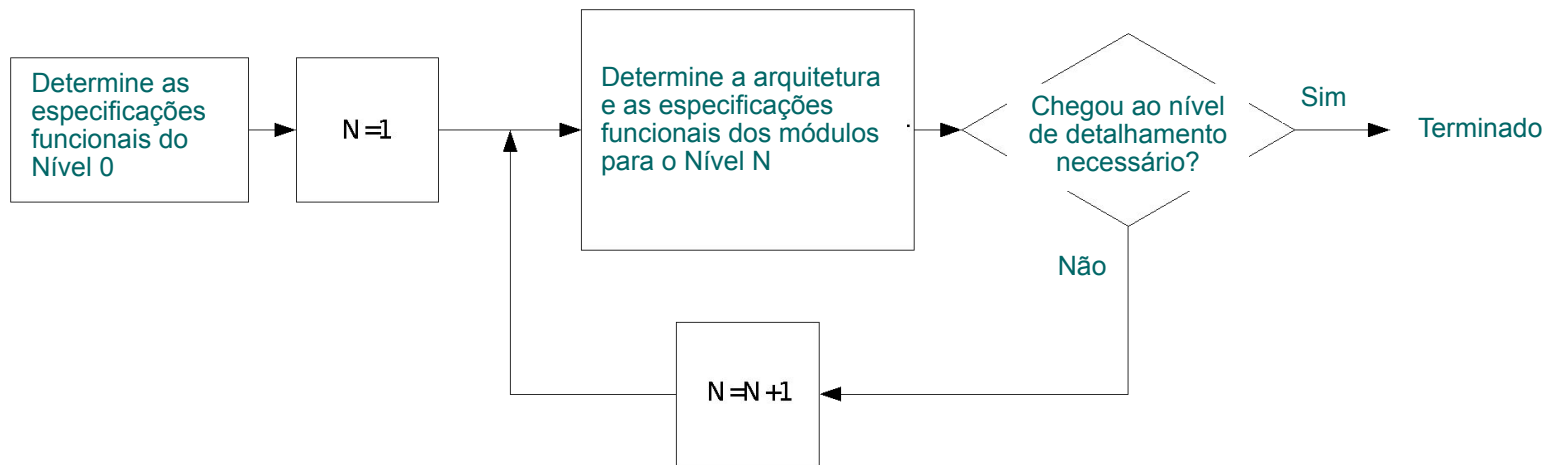 Determine as
especificações
funcionais do
Nível 0
N=1
Determine a arquitetura
e as especificações
funcionais dos módulos
para o Nível N
Chegou ao nível
de detalhamento
necessário?
Sim
Terminado
Não
N=N+1